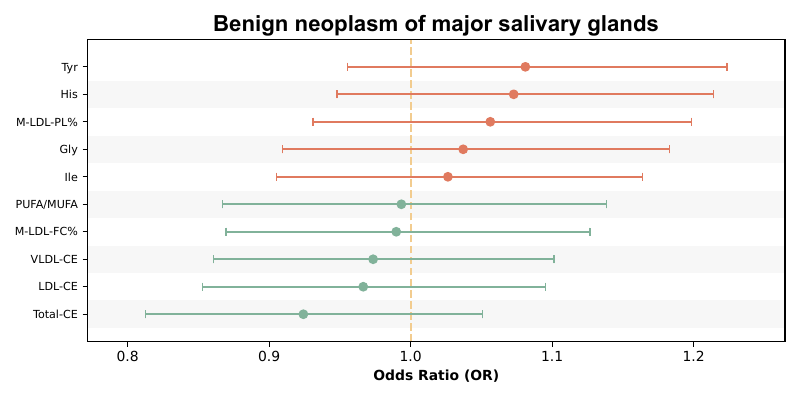 Benign neoplasm of major salivary glands
Tyr
His
M-LDL-PL%
Gly
Ile
PUFA/MUFA
M-LDL-FC%
VLDL-CE
LDL-CE
Total-CE
0.8 0.9 1.0 1.1 1.2
Odds Ratio (OR)